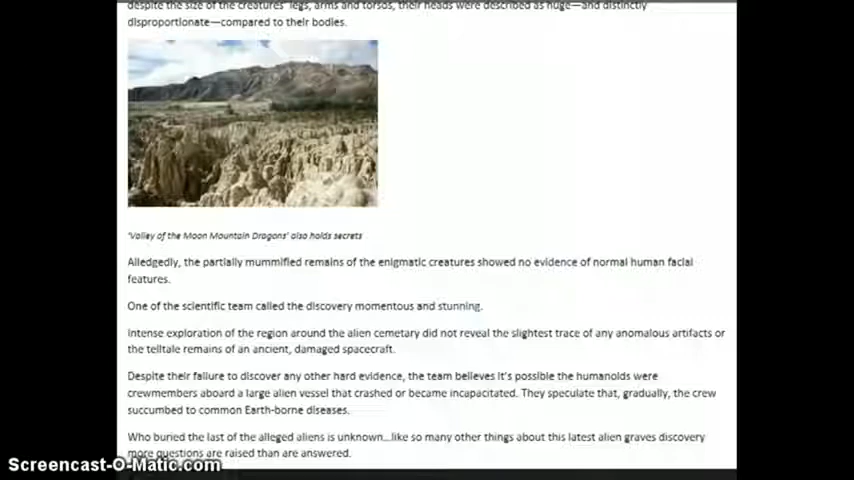 despite the size of the creatures' legs, arms and torsos, their heads were described as huge—and distinctly
disproportionate—compared to their bodies.
'Valley of the Moon Mountain Dragons' also holds secrets
Alledgedly, the partially mummified remains of the enigmatic creatures showed no evidence of normal human facial
features.
One of the scientific team called the discovery momentous and stunning.
Intense exploration of the region around the alien cemetary did not reveal the slightest trace of any anomalous artifacts or
the telltale remains of an ancient, damaged spacecraft.
Despite their failure to discover any other hard evidence, the team believes it's possible the humanoids were
crewmembers aboard a large alien vessel that crashed or became incapacitated. They speculate that, gradually, the crew
succumbed to common Earth-borne diseases.
Who buried the last of the alleged aliens is unknown...like so many other things about this latest alien graves discovery
more questions are raised than are answered.
Screencast-O-Matic.com